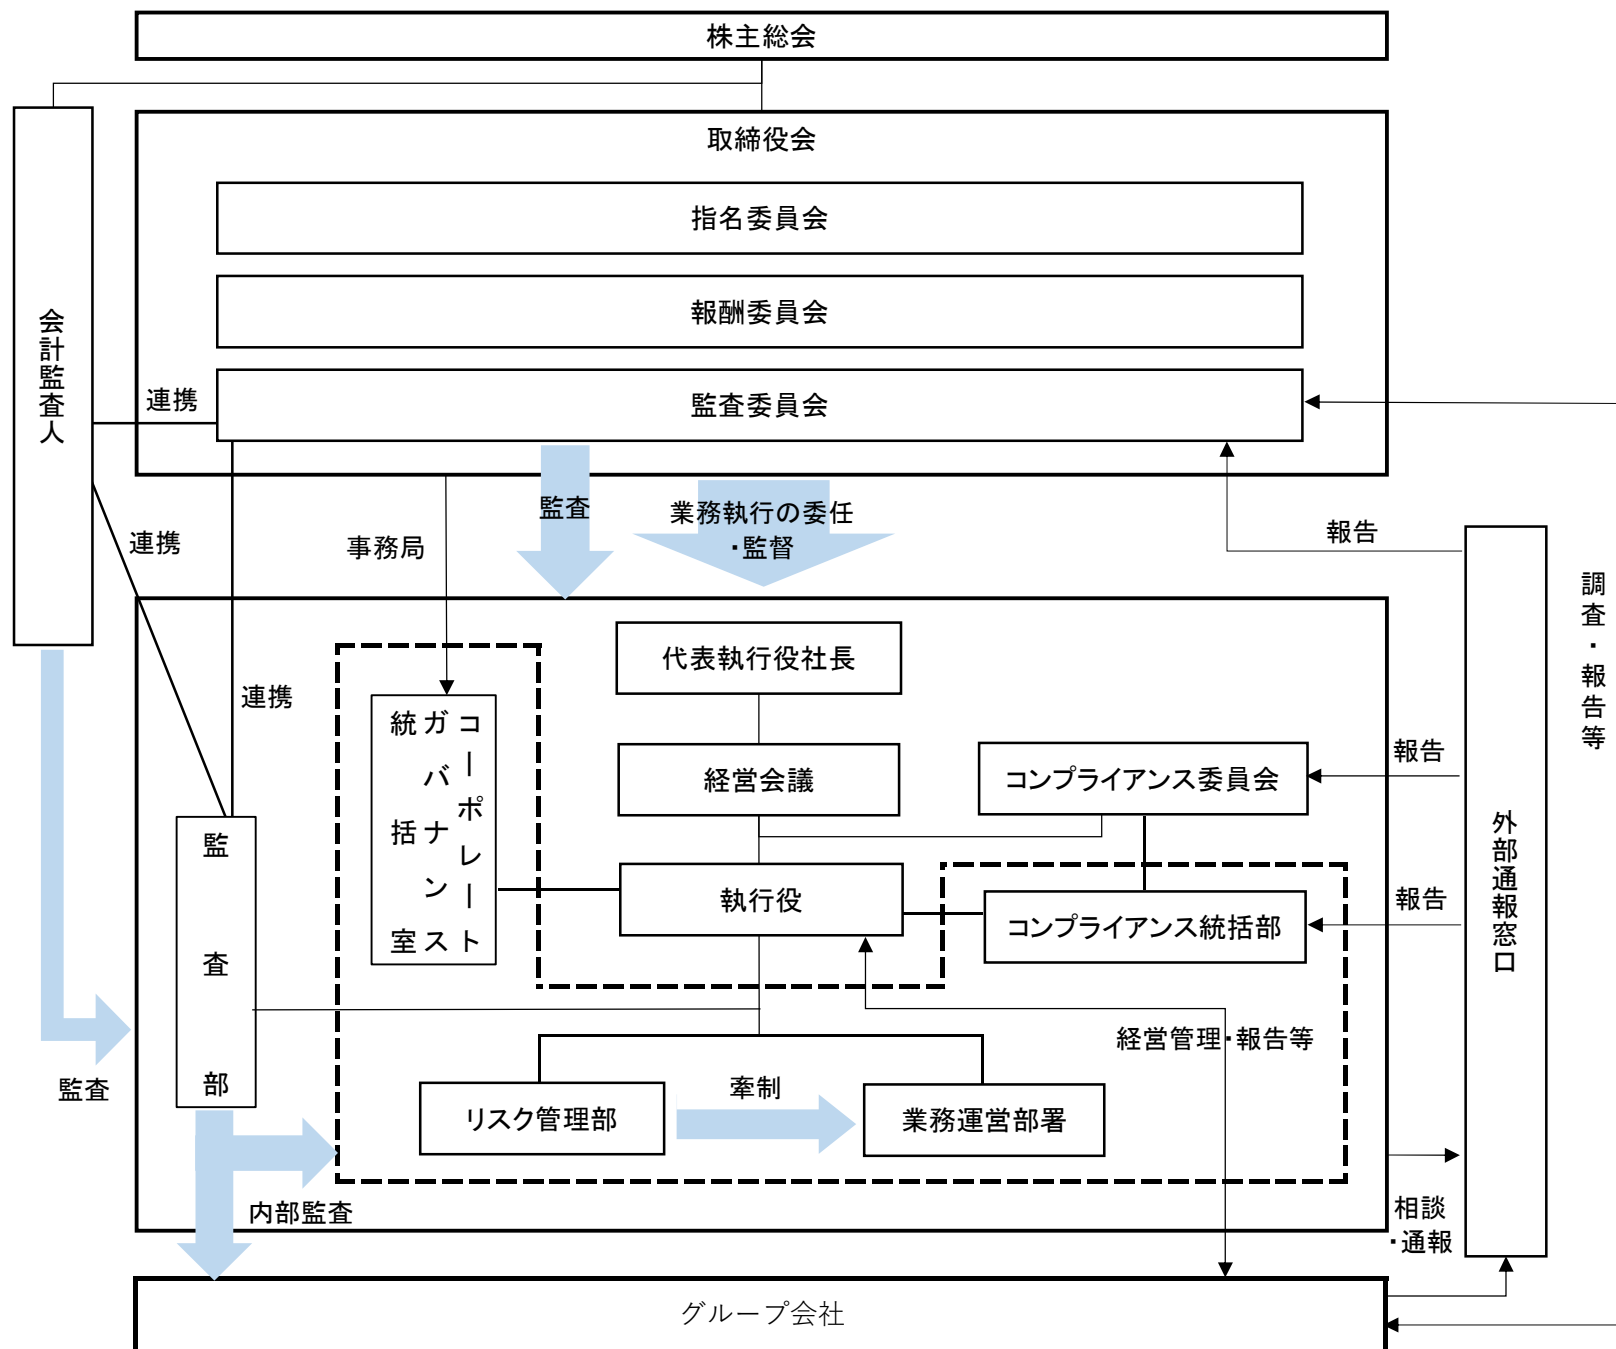 株主総会
取締役会
指名委員会
報酬委員会
監査委員会
会計監査人
連携
連携
連携
事務局
監査
業務執行の委任
・監督
報告
調査・報告等
代表執行役社長
経営会議
コンプライアンス委員会
報告
コーポレート
ガバナンス
統括室
執行役
コンプライアンス統括部
報告
外部通報窓口
監査部
経営管理・報告等
監査
リスク管理部
牽制
業務運営部署
内部監査
相談
・通報
グループ会社